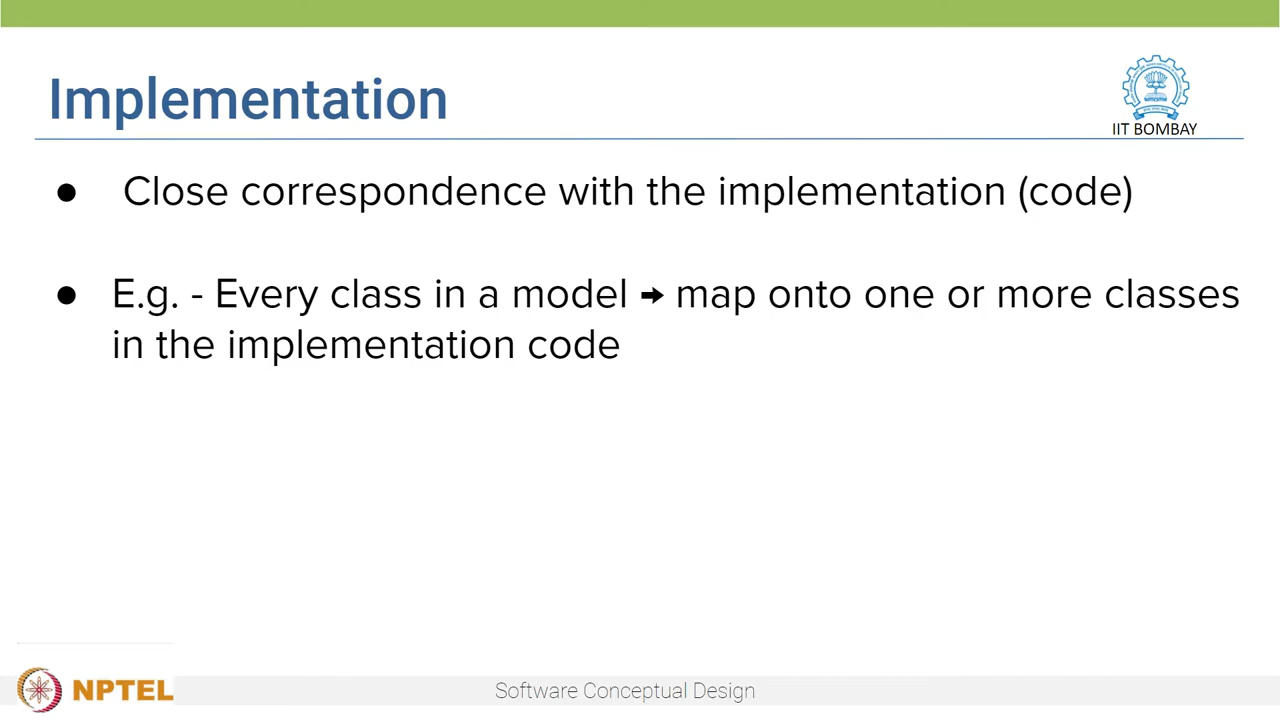 Implementation
IIT BOMBAY
● Close correspondence with the implementation (code)
● E.g. - Every class in a model → map onto one or more classes
in the implementation code
NPTEL
Software Conceptual Design